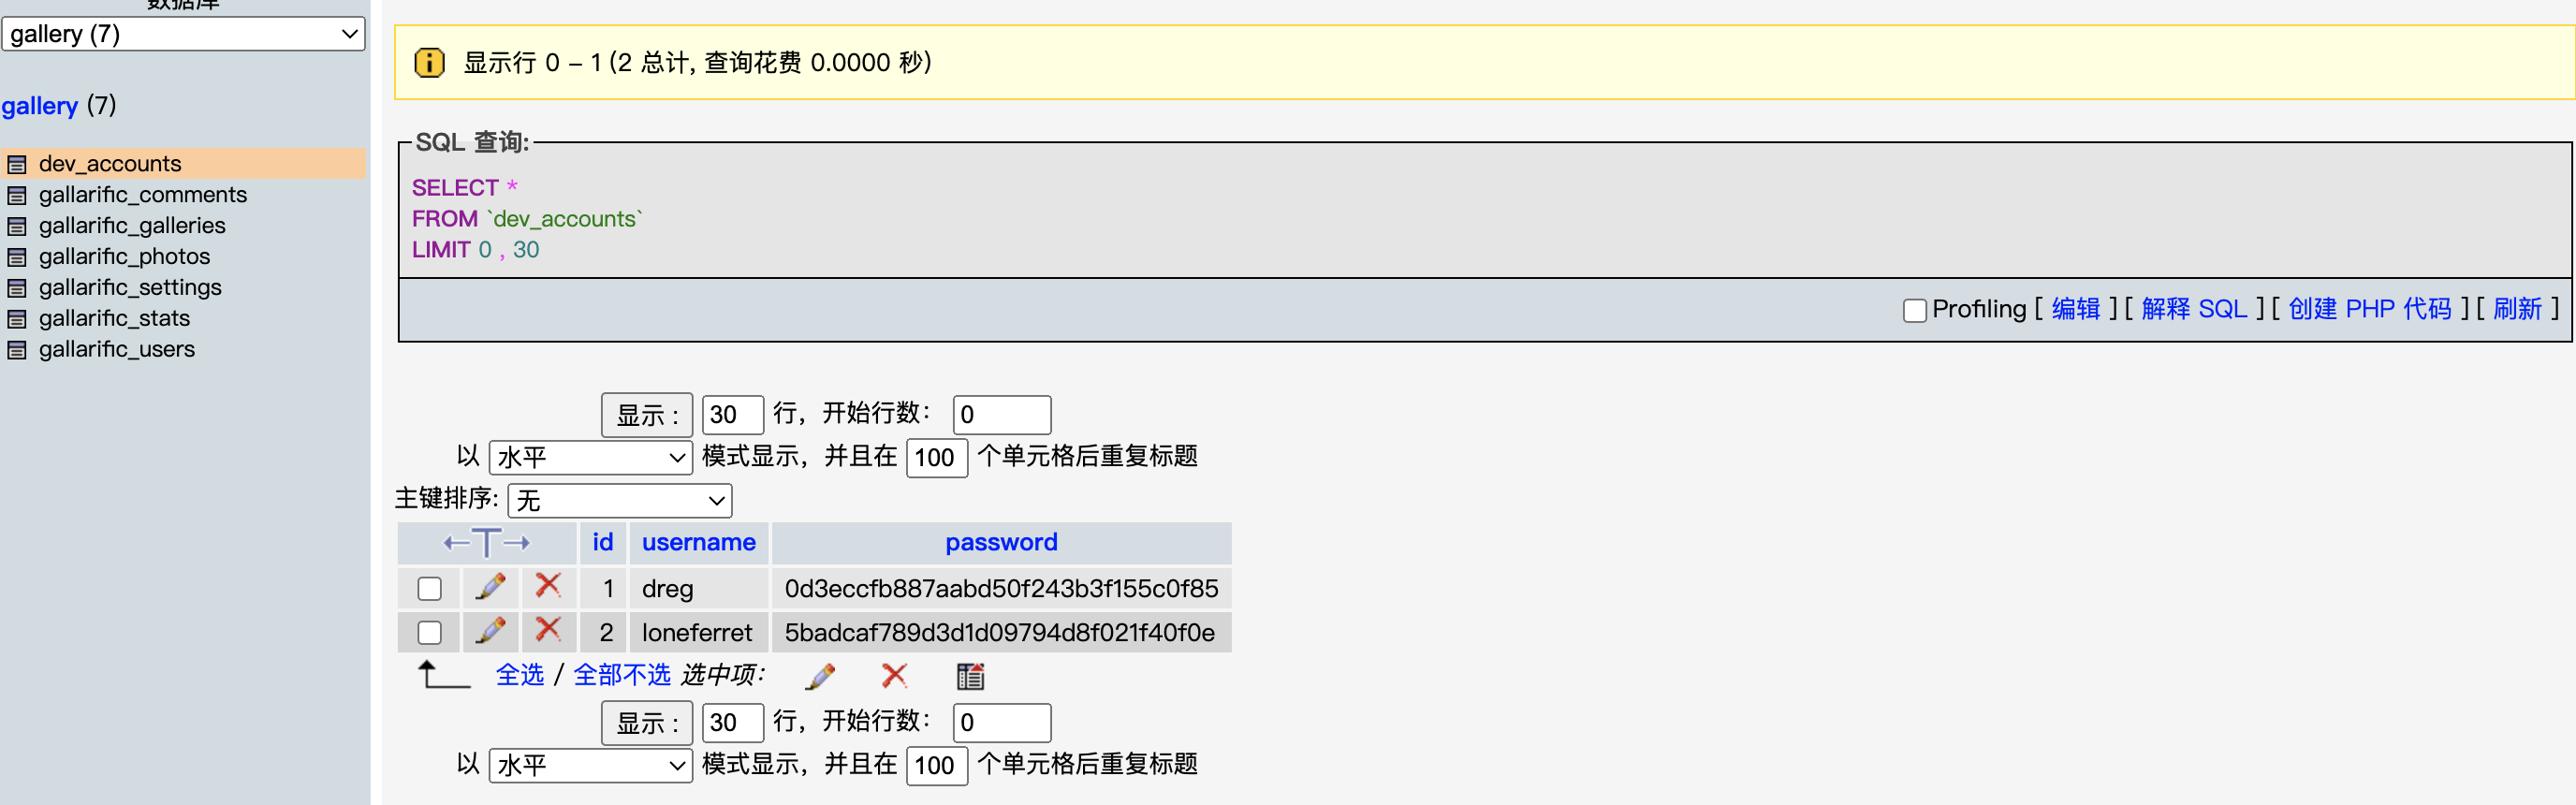 数据库
gallery (7)
gallery (7)
dev_accounts
gallarific_comments
gallarific_galleries
gallarific_photos
gallarific_settings
gallarific_stats
gallarific_users
显示行 0 - 1 (2 总计, 查询花费 0.0000 秒)
SQL 查询:
SELECT *
FROM `dev_accounts`
LIMIT 0 , 30
Profiling [ 编辑 ] [ 解释 SQL ] [ 创建 PHP 代码 ] [ 刷新 ]
显示 : 30 行，开始行数： 0
以 水平 模式显示，并且在 100 个单元格后重复标题
主键排序: 无
←T→ id username password
1 dreg 0d3eccfb887aabd50f243b3f155c0f85
2 loneferret 5badcaf789d3d1d09794d8f021f40f0e
全选 / 全部不选 选中项：
显示 : 30 行，开始行数： 0
以 水平 模式显示，并且在 100 个单元格后重复标题